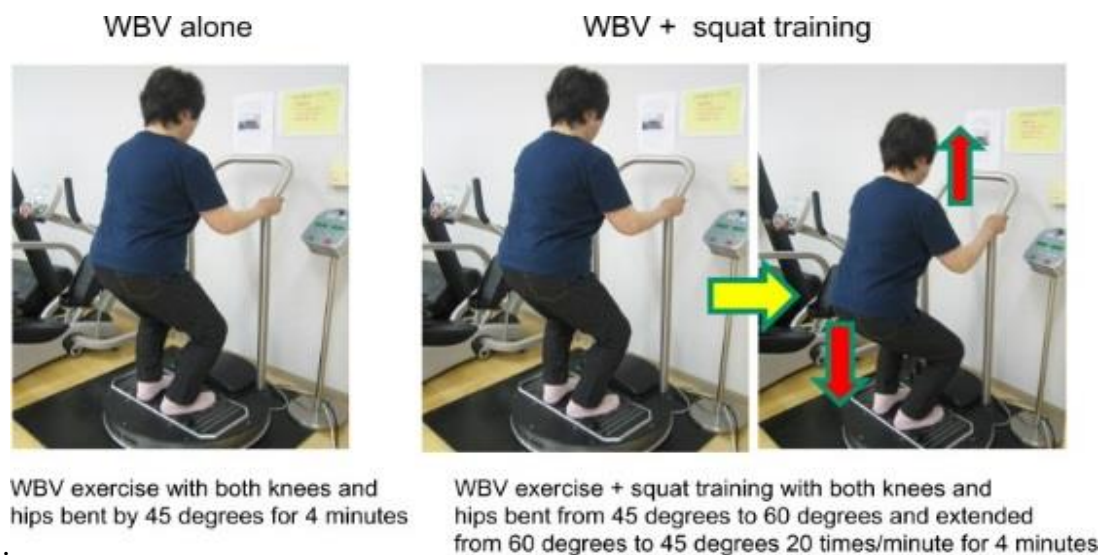 WBV alone
WBV + squat training
WBV exercise with both knees and
hips bent by 45 degrees for 4 minutes
WBV exercise + squat training with both knees and
hips bent from 45 degrees to 60 degrees and extended
from 60 degrees to 45 degrees 20 times/minute for 4 minutes
.